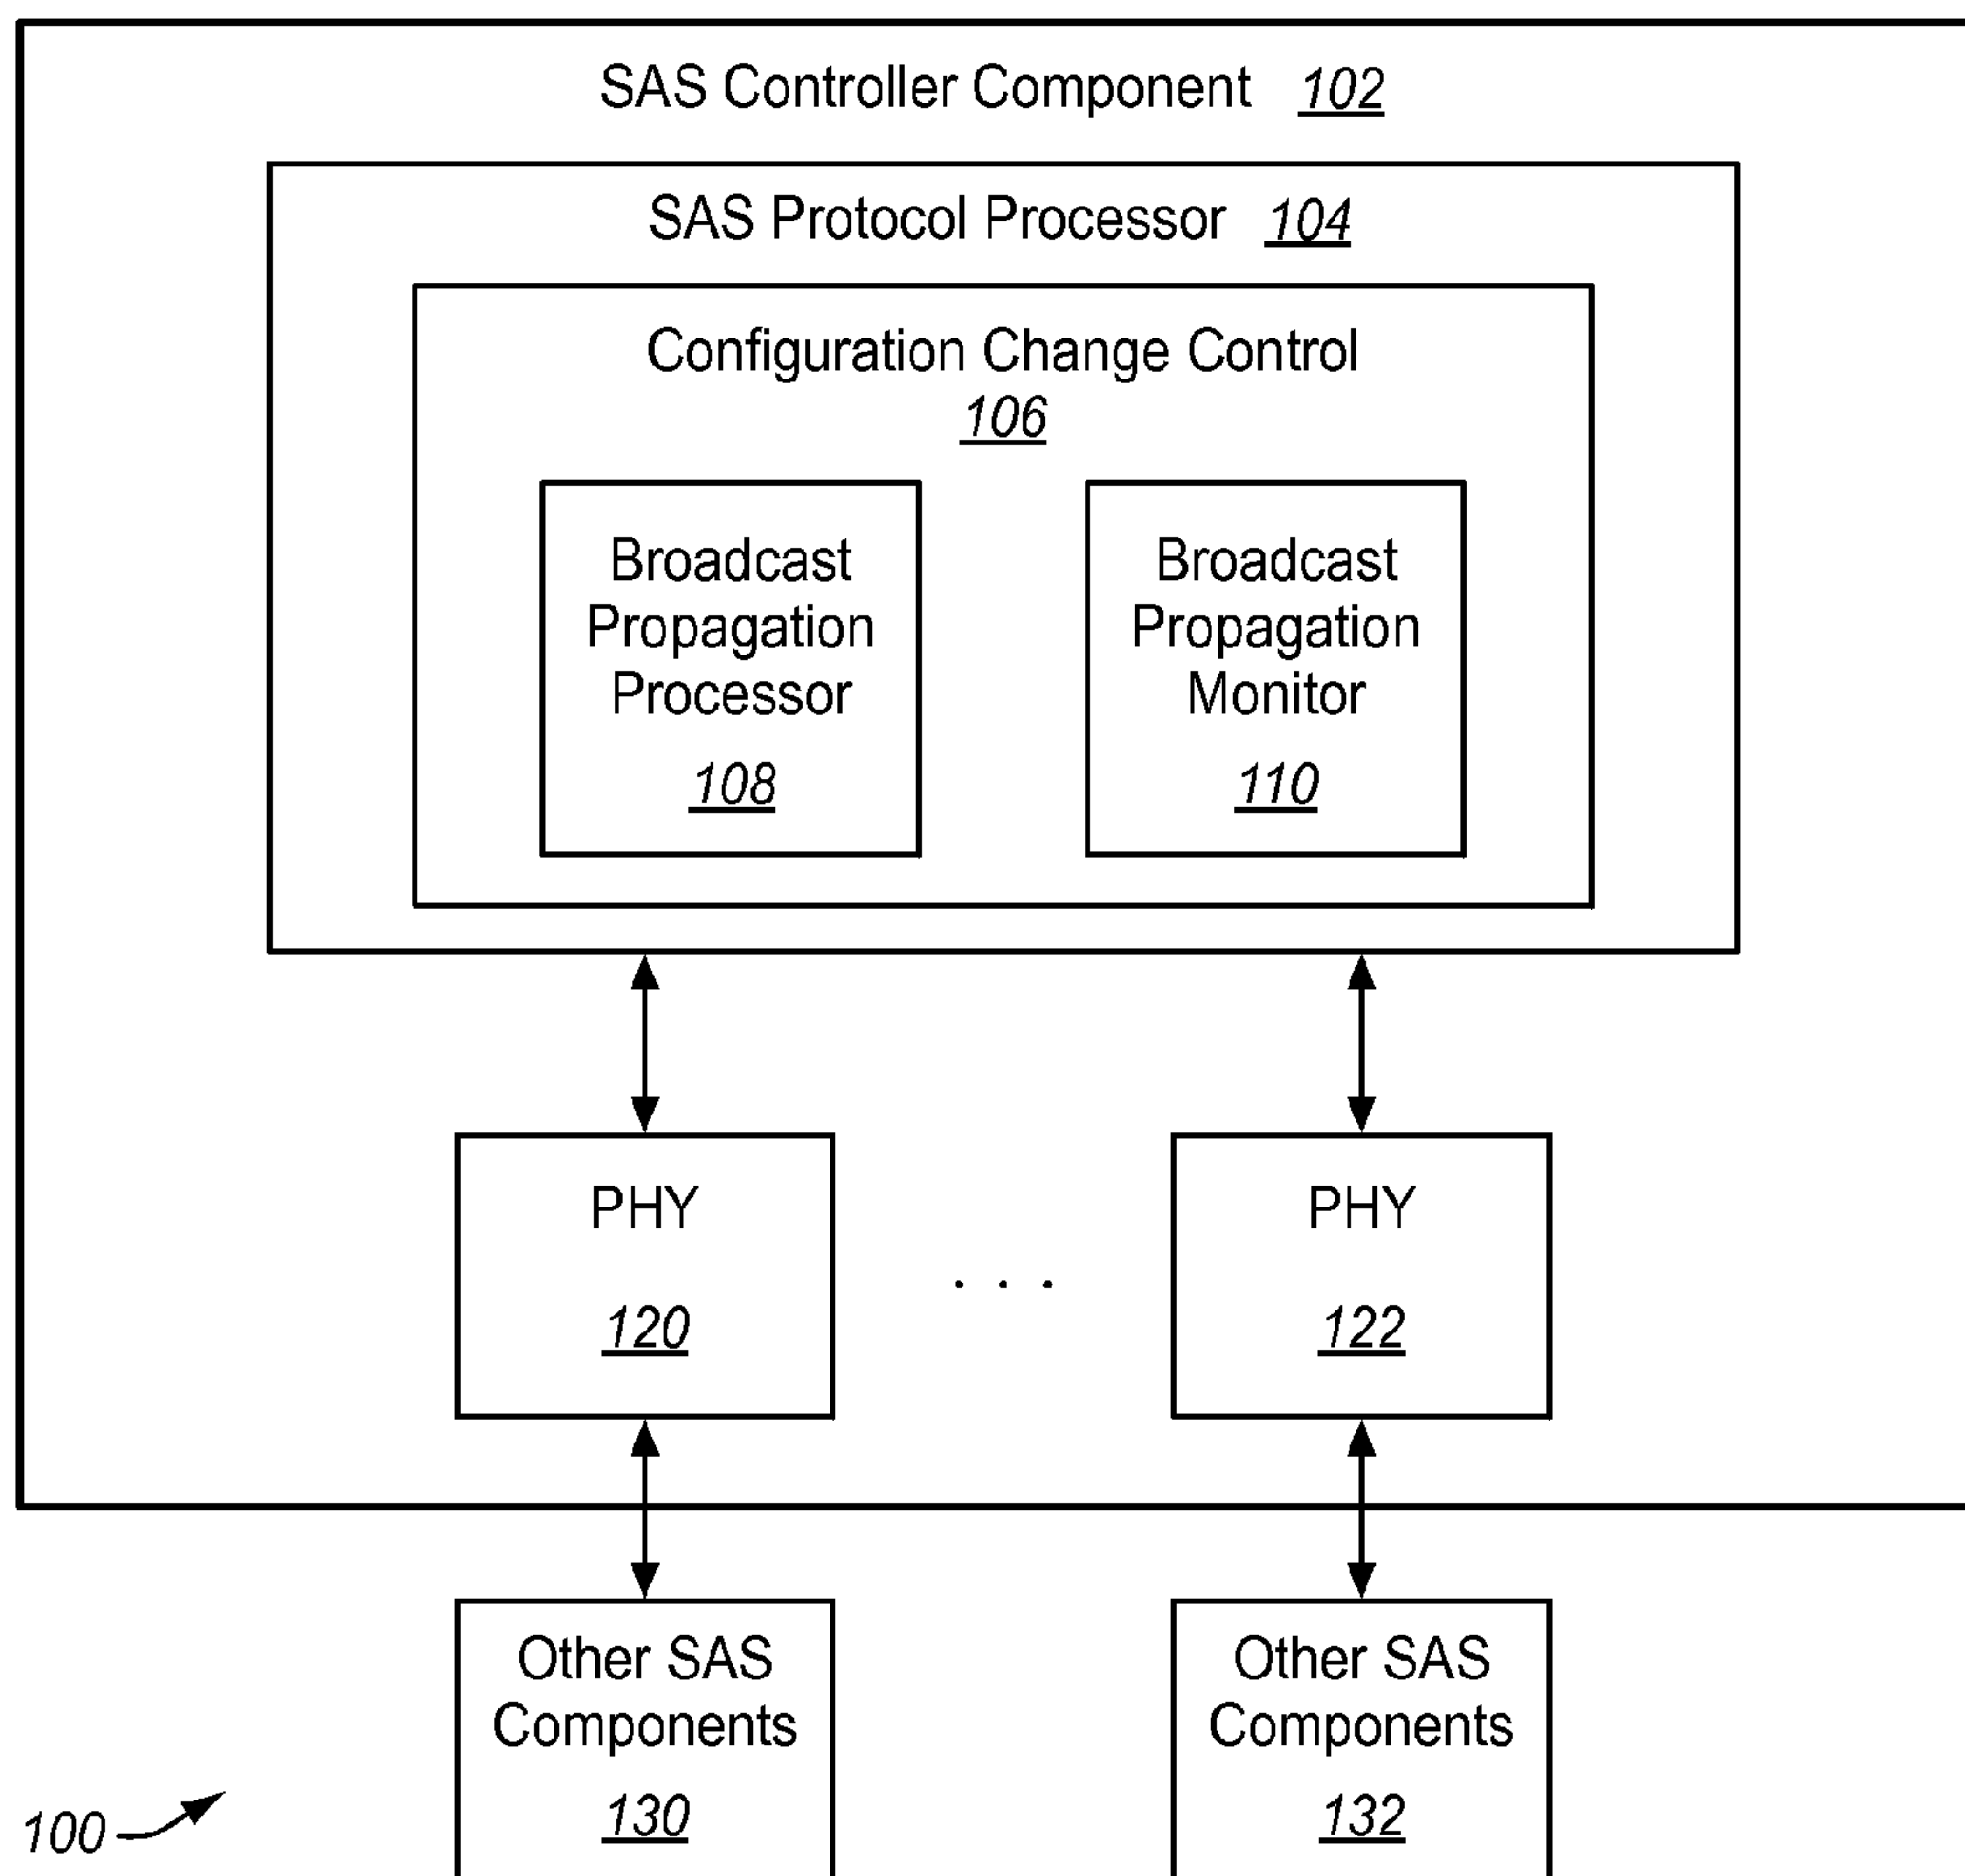 SAS Controller Component 102
SAS Protocol Processor 104
Configuration Change Control
106
Broadcast
Propagation
Processor
108
Broadcast
Propagation
Monitor
110
PHY
120
. . .
PHY
122
Other SAS
Components
130
Other SAS
Components
132
100